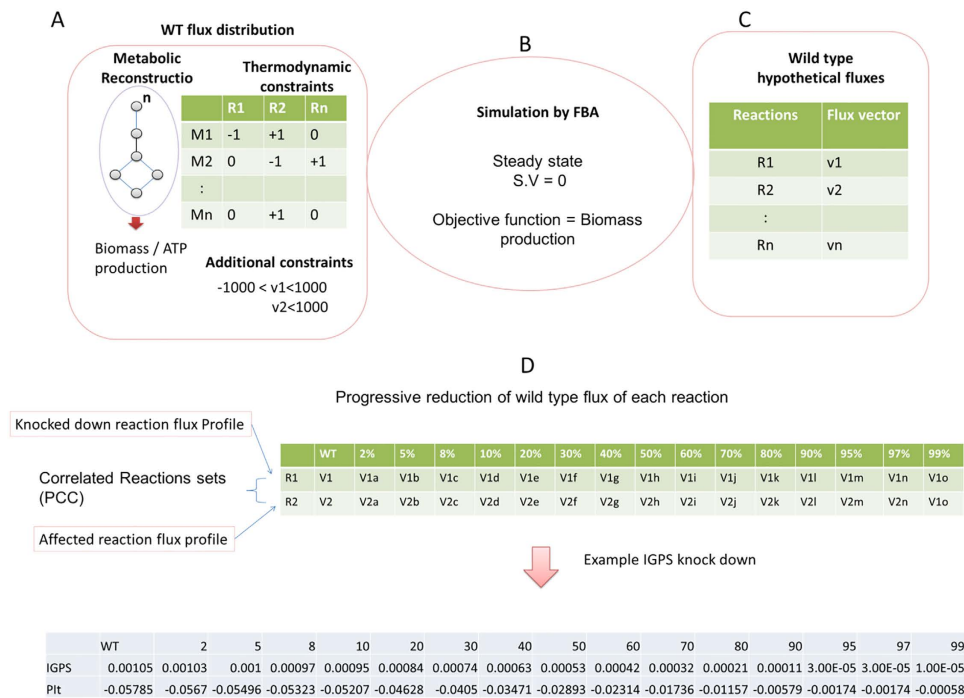 A
WT flux distribution
Metabolic
Reconstructio
n
Thermodynamic
constraints
R1 R2 Rn
M1 -1 +1 0
M2 0 -1 +1
:
Mn 0 +1 0
Biomass / ATP
production
Additional constraints
-1000 < v1<1000
v2<1000
B
Simulation by FBA
Steady state
S.V = 0
Objective function = Biomass
production
C
Wild type
hypothetical fluxes
Reactions Flux vector
R1 v1
R2 v2
:
Rn vn
D
Progressive reduction of wild type flux of each reaction
Knocked down reaction flux Profile
Correlated Reactions sets
(PCC)
Affected reaction flux profile
WT 2% 5% 8% 10% 20% 30% 40% 50% 60% 70% 80% 90% 95% 97% 99%
R1 V1 V1a V1b V1c V1d V1e V1f V1g V1h V1i V1j V1k V1l V1m V1n V1o
R2 V2 V2a V2b V2c V2d V2e V2f V2g V2h V2i V2j V2k V2l V2m V2n V1o
Example IGPS knock down
WT 2 5 8 10 20 30 40 50 60 70 80 90 95 97 99
IGPS 0.00105 0.00103 0.001 0.00097 0.00095 0.00084 0.00074 0.00063 0.00053 0.00042 0.00032 0.00021 0.00011 3.00E-05 3.00E-05 1.00E-05
PIt -0.05785 -0.0567 -0.05496 -0.05323 -0.05207 -0.04628 -0.0405 -0.03471 -0.02893 -0.02314 -0.01736 -0.01157 -0.00579 -0.00174 -0.00174 -0.00058